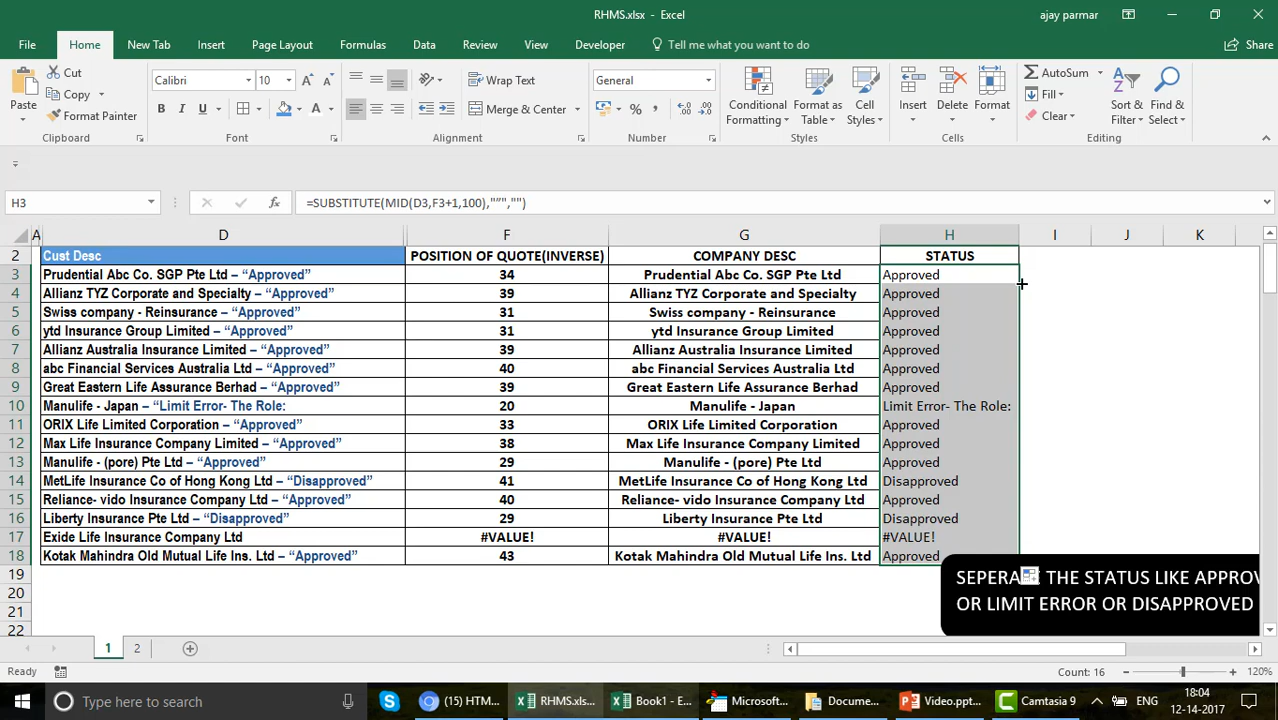 RHMS.xlsx - Excel
ajay parmar
File Home New Tab Insert Page Layout Formulas Data Review View Developer Tell me what you want to do Share
Paste Cut Copy Format Painter
Calibri 10 A A
B I U A
Wrap Text
Merge & Center
General
% ,
Conditional Formatting Format as Table Cell Styles
Insert Delete Format
AutoSum Fill Clear
Sort & Filter Find & Select
Clipboard Font Alignment Number Styles Cells Editing
H3 fx =SUBSTITUTE(MID(D3,F3+1,100),"”","")
A D F G H I J K
2 Cust Desc POSITION OF QUOTE(INVERSE) COMPANY DESC STATUS
3 Prudential Abc Co. SGP Pte Ltd – “Approved” 34 Prudential Abc Co. SGP Pte Ltd Approved
4 Allianz TYZ Corporate and Specialty – “Approved” 39 Allianz TYZ Corporate and Specialty Approved
5 Swiss company - Reinsurance – “Approved” 31 Swiss company - Reinsurance Approved
6 ytd Insurance Group Limited – “Approved” 31 ytd Insurance Group Limited Approved
7 Allianz Australia Insurance Limited – “Approved” 39 Allianz Australia Insurance Limited Approved
8 abc Financial Services Australia Ltd – “Approved” 40 abc Financial Services Australia Ltd Approved
9 Great Eastern Life Assurance Berhad – “Approved” 39 Great Eastern Life Assurance Berhad Approved
10 Manulife - Japan – “Limit Error- The Role: 20 Manulife - Japan Limit Error- The Role:
11 ORIX Life Limited Corporation – “Approved” 33 ORIX Life Limited Corporation Approved
12 Max Life Insurance Company Limited – “Approved” 38 Max Life Insurance Company Limited Approved
13 Manulife - (pore) Pte Ltd – “Approved” 29 Manulife - (pore) Pte Ltd Approved
14 MetLife Insurance Co of Hong Kong Ltd – “Disapproved” 41 MetLife Insurance Co of Hong Kong Ltd Disapproved
15 Reliance- vido Insurance Company Ltd – “Approved” 40 Reliance- vido Insurance Company Ltd Approved
16 Liberty Insurance Pte Ltd – “Disapproved” 29 Liberty Insurance Pte Ltd Disapproved
17 Exide Life Insurance Company Ltd #VALUE! #VALUE! #VALUE!
18 Kotak Mahindra Old Mutual Life Ins. Ltd – “Approved” 43 Kotak Mahindra Old Mutual Life Ins. Ltd Approved
19
20
21
22
THE STATUS LIKE
OR LIMIT ERROR OR DISAPPROVED
1 2
Ready Count: 16 120%
Type here to search (15) HTM... RHMS.xls... Book1 - E... Microsof... Docume... Video.ppt... Camtasia 9 ENG 18:04 12-14-2017